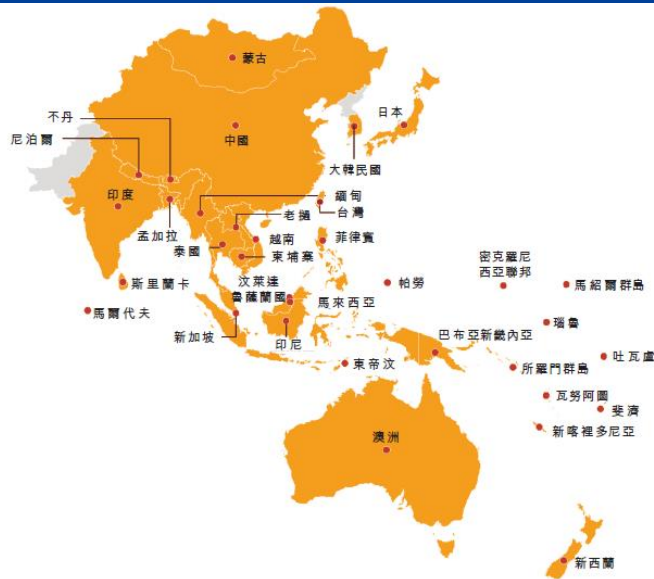 蒙古
不丹
日本
尼泊爾
中國
大韓民國
印度
緬甸
台灣
孟加拉
老撾
越南
菲律賓
泰國
柬埔寨
密克羅尼
西亞聯邦
斯里蘭卡
汶萊達
魯薩蘭國
帕勞
馬紹爾群島
馬爾代夫
馬來西亞
新加坡
印尼
巴布亞新畿內亞
瑙魯
東帝汶
所羅門群島
吐瓦盧
瓦努阿圖
斐濟
新喀裡多尼亞
澳洲
新西蘭